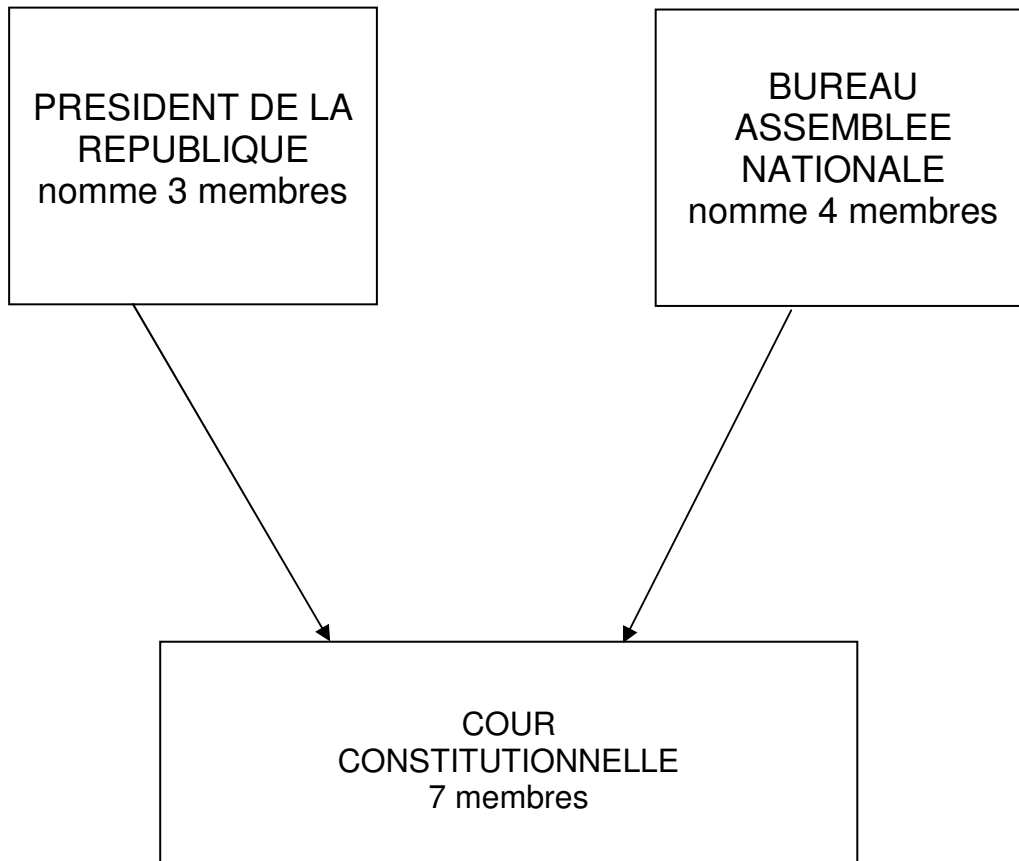 PRESIDENT DE LA
REPUBLIQUE
nomme 3 membres
BUREAU
ASSEMBLEE
NATIONALE
nomme 4 membres
COUR
CONSTITUTIONNELLE
7 membres